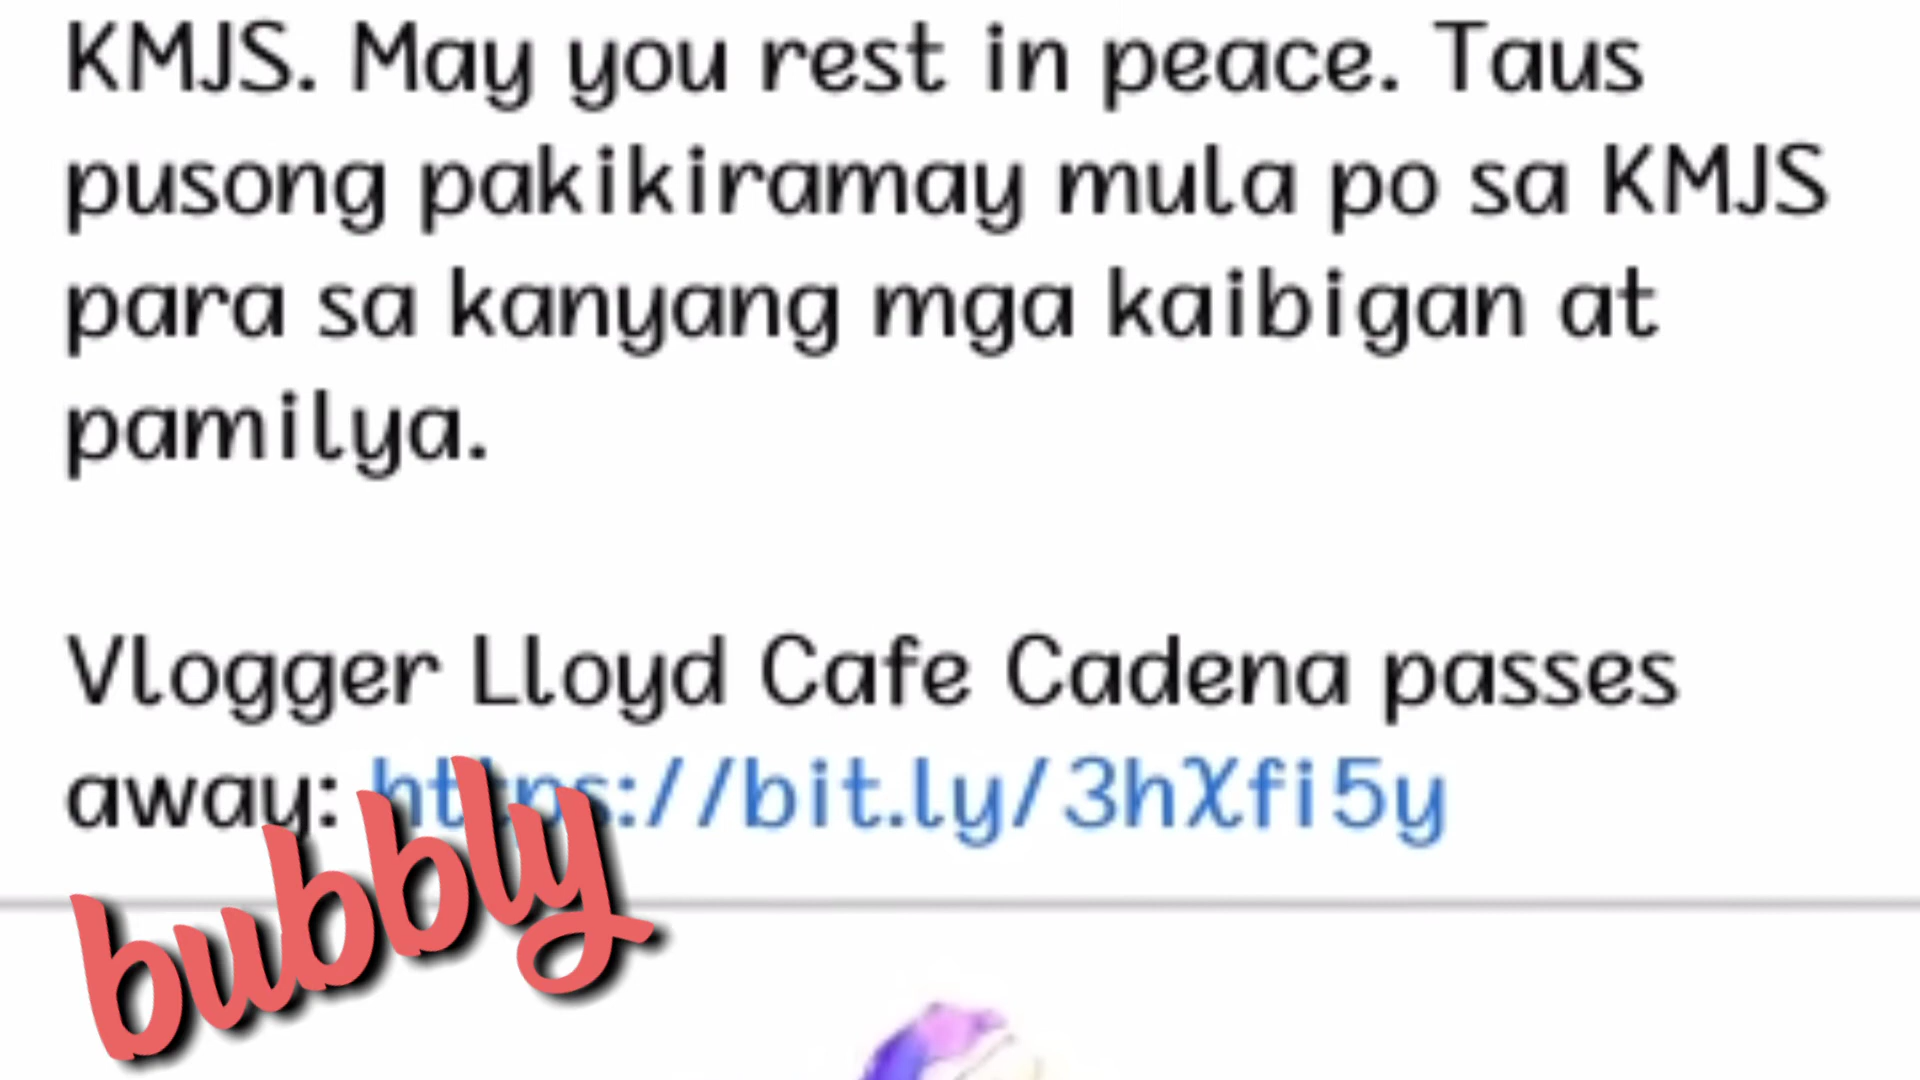 KMJS. May you rest in peace. Taus
pusong pakikiramay mula po sa KMJS
para sa kanyang mga kaibigan at
pamilya.
Vlogger Lloyd Cafe Cadena passes
away: https://bit.ly/3hXfi5y
bubbly